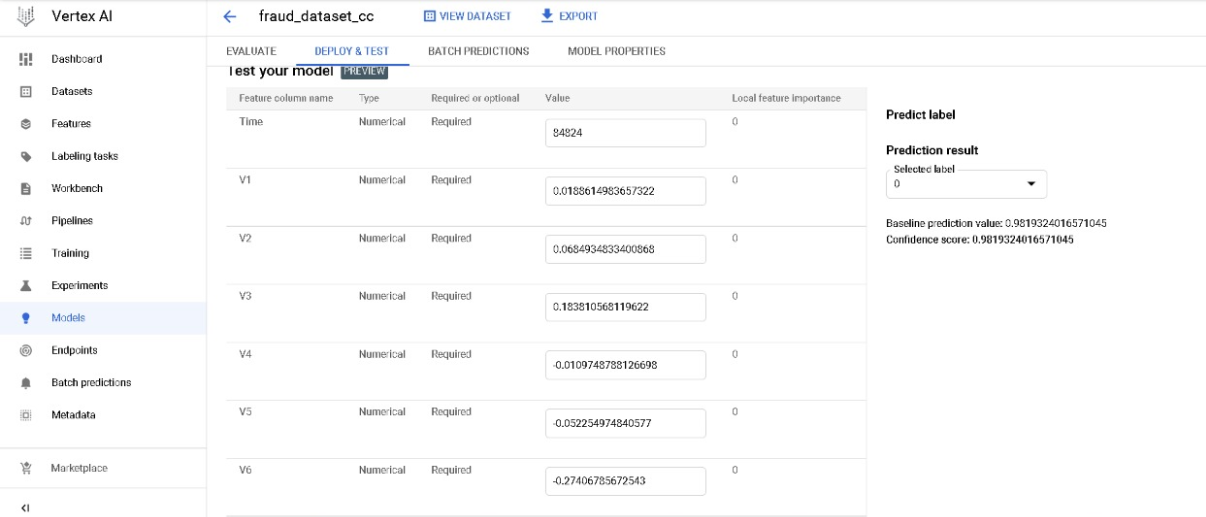 Vertex AI
fraud_dataset_cc
VIEW DATASET
EXPORT
EVALUATE
DEPLOY & TEST
BATCH PREDICTIONS
MODEL PROPERTIES
Dashboard
Datasets
Features
Labeling tasks
Workbench
Pipelines
Training
Experiments
Models
Endpoints
Batch predictions
Metadata
Marketplace
Test your model PREVIEW
Feature column name Type Required or optional Value Local feature importance
Time Numerical Required 84824 0
V1 Numerical Required 0.0188614983657322 0
V2 Numerical Required 0.0684934833400868 0
V3 Numerical Required 0.183810568119622 0
V4 Numerical Required -0.0109748788126698 0
V5 Numerical Required -0.052254974840577 0
V6 Numerical Required -0.27406785672543 0
Predict label
Prediction result
Selected label
0
Baseline prediction value: 0.9819324016571045
Confidence score: 0.9819324016571045